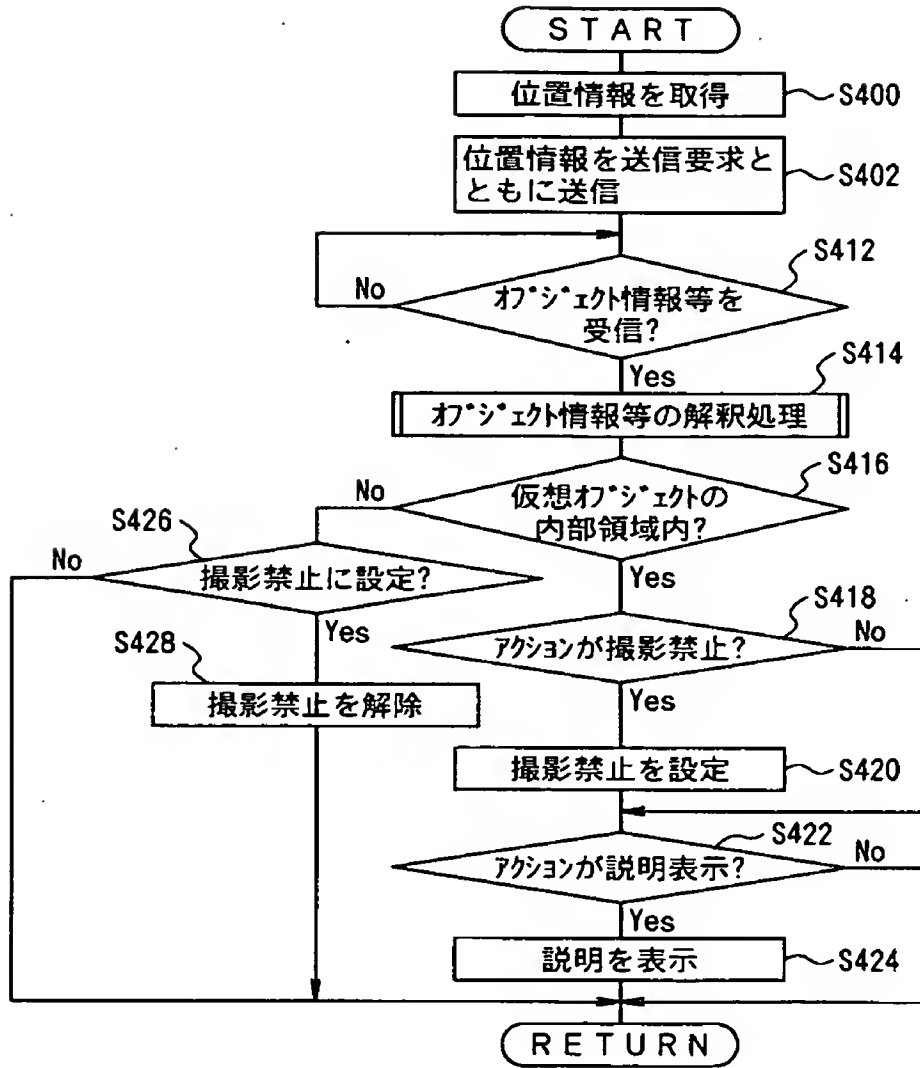 START
位置情報を取得
S400
位置情報を送信要求と
ともに送信
S402
S412
No
オブジェクト情報等を
受信?
Yes
S414
オブジェクト情報等の解釈処理
S416
No
仮想オブジェクトの
内部領域内?
S426
No
撮影禁止に設定?
Yes
S418
Yes
アクションが撮影禁止?
No
S428
撮影禁止を解除
Yes
撮影禁止を設定
S420
S422
アクションが説明表示?
No
Yes
説明を表示
S424
RETURN